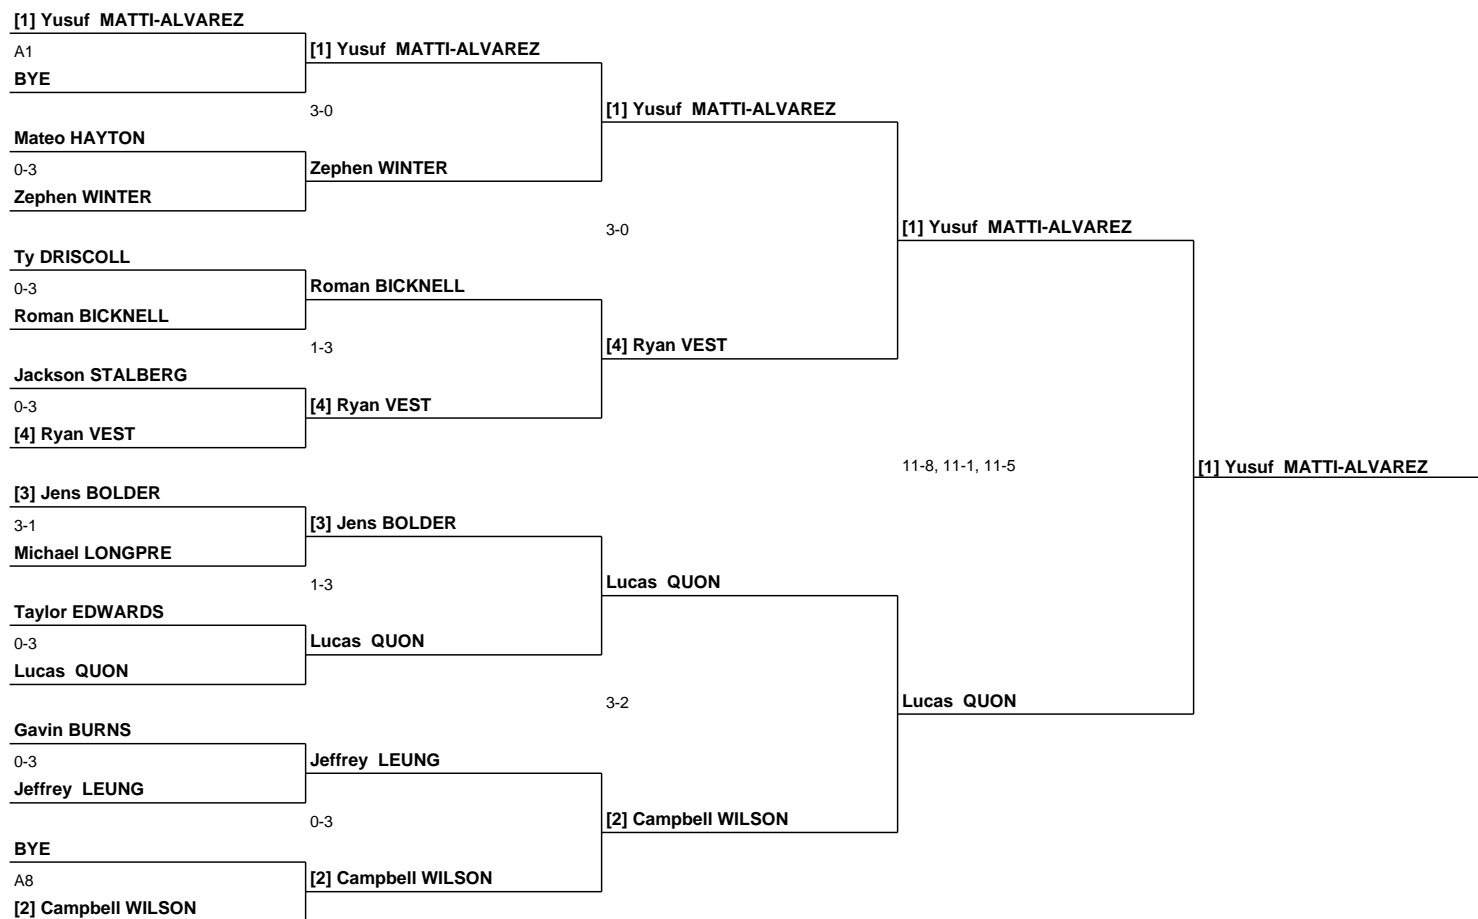 [1] Yusuf  MATTI-ALVAREZ
A1
[1] Yusuf  MATTI-ALVAREZ
BYE
3-0
[1] Yusuf  MATTI-ALVAREZ
Mateo HAYTON
0-3
Zephen WINTER
Zephen WINTER
3-0
[1] Yusuf  MATTI-ALVAREZ
Ty DRISCOLL
0-3
Roman BICKNELL
Roman BICKNELL
1-3
[4] Ryan VEST
Jackson STALBERG
0-3
[4] Ryan VEST
[4] Ryan VEST
11-8, 11-1, 11-5
[1] Yusuf  MATTI-ALVAREZ
[3] Jens BOLDER
3-1
[3] Jens BOLDER
Michael LONGPRE
1-3
Lucas  QUON
Taylor EDWARDS
0-3
Lucas  QUON
Lucas  QUON
3-2
Lucas  QUON
Gavin BURNS
0-3
Jeffrey  LEUNG
Jeffrey  LEUNG
0-3
[2] Campbell WILSON
BYE
A8
[2] Campbell WILSON
[2] Campbell WILSON